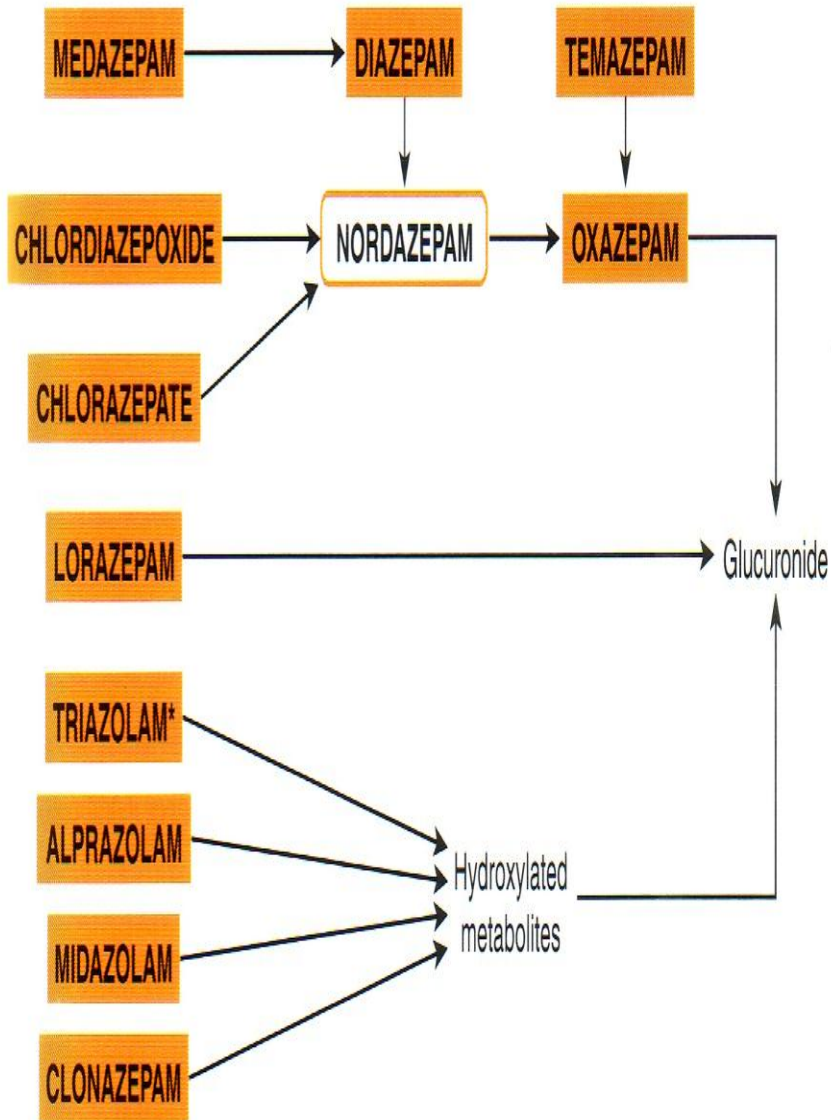 MEDAZEPAM
DIAZEPAM
TEMAZEPAM
CHLORDIAZEPOXIDE
NORDAZEPAM
OXAZEPAM
CHLORAZEPATE
LORAZEPAM
Glucuronide
TRIAZOLAM*
ALPRAZOLAM
Hydroxylated
metabolites
MIDAZOLAM
CLONAZEPAM